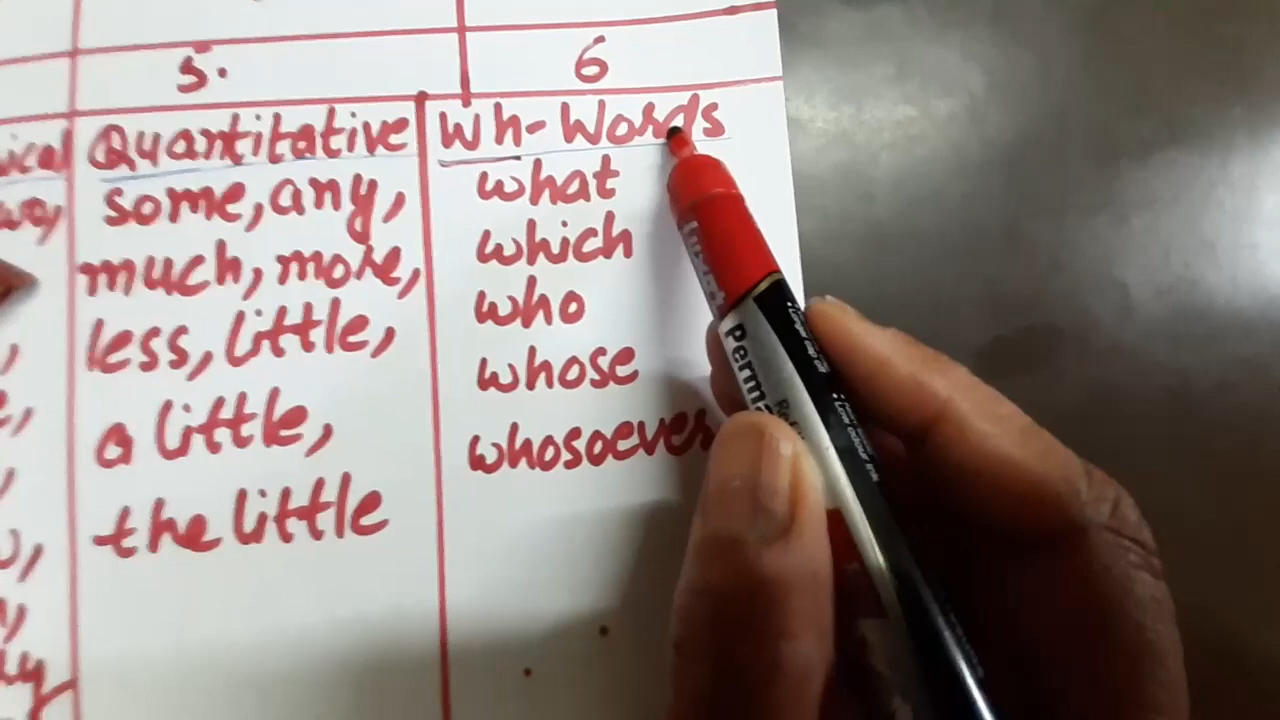 5.
6
Quantitative
some, any,
much, more,
less, little,
a little,
the little
Wh-Words
what
which
who
whose
whosoever
Perma